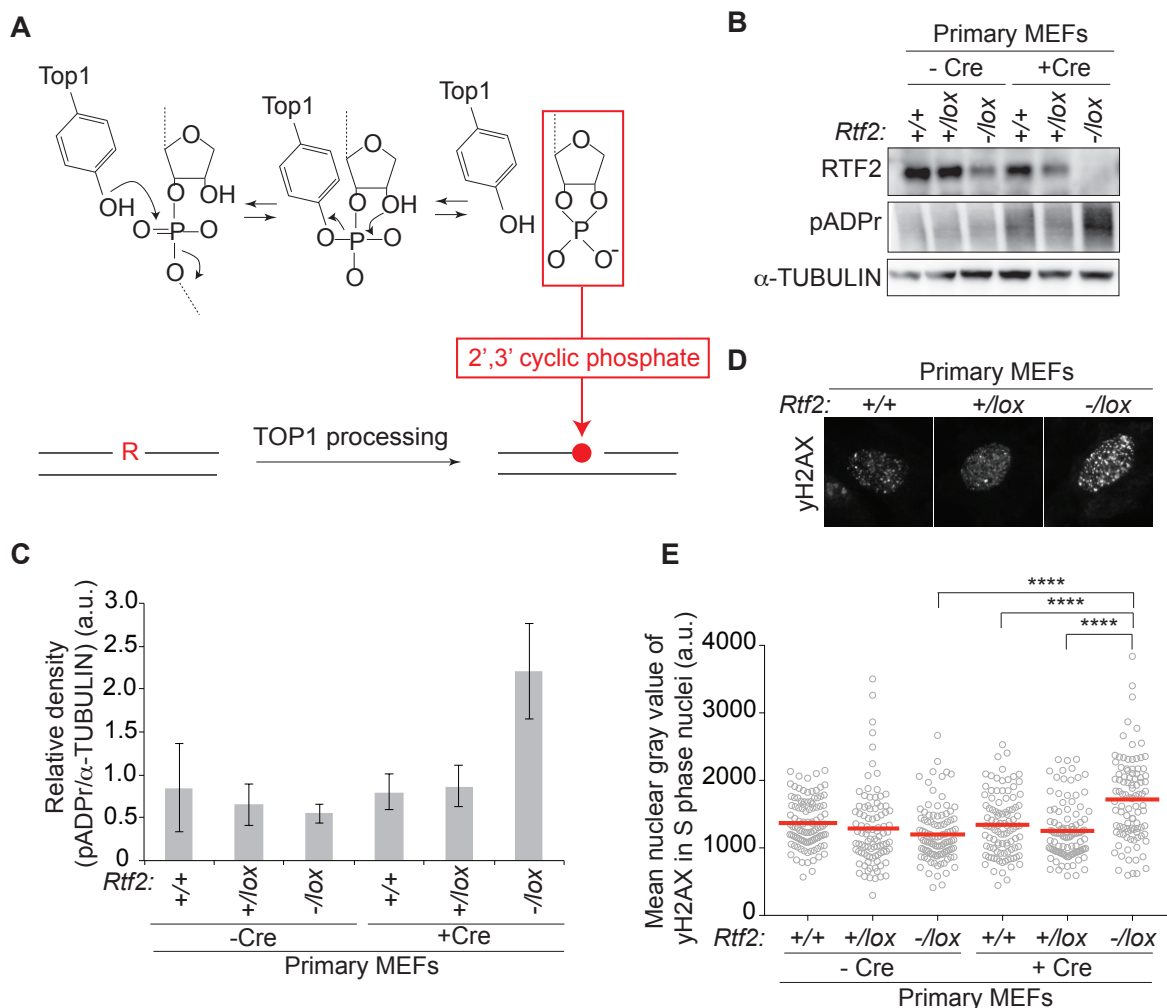 A
Top1
Top1
Top1
O
O
O
OH
O
OH
O
OH
OH
O
O
O
P
O
O
P
O
P
O
O
O
O⁻
2',3' cyclic phosphate
R
TOP1 processing
B
Primary MEFs
- Cre
+Cre
Rtf2:
+/+
+/lox
-/lox
+/+
+/lox
-/lox
RTF2
pADPr
α-TUBULIN
D
Primary MEFs
Rtf2:
+/+
+/lox
-/lox
yH2AX
C
Relative density
(pADPr/α-TUBULIN) (a.u.)
3.0
2.5
2.0
1.5
1.0
0.5
0
Rtf2:
+/+
+/lox
-/lox
+/+
+/lox
-/lox
-Cre
+Cre
Primary MEFs
E
Mean nuclear gray value of
yH2AX in S phase nuclei (a.u.)
****
****
****
4000
3000
2000
1000
0
Rtf2:
+/+
+/lox
-/lox
+/+
+/lox
-/lox
- Cre
+ Cre
Primary MEFs